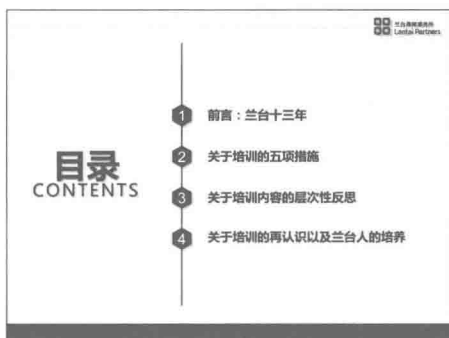 兰台律师事务所
Lantai Partners
目录
CONTENTS
1 前言：兰台十三年
2 关于培训的五项措施
3 关于培训内容的层次性反思
4 关于培训的再认识以及兰台人的培养